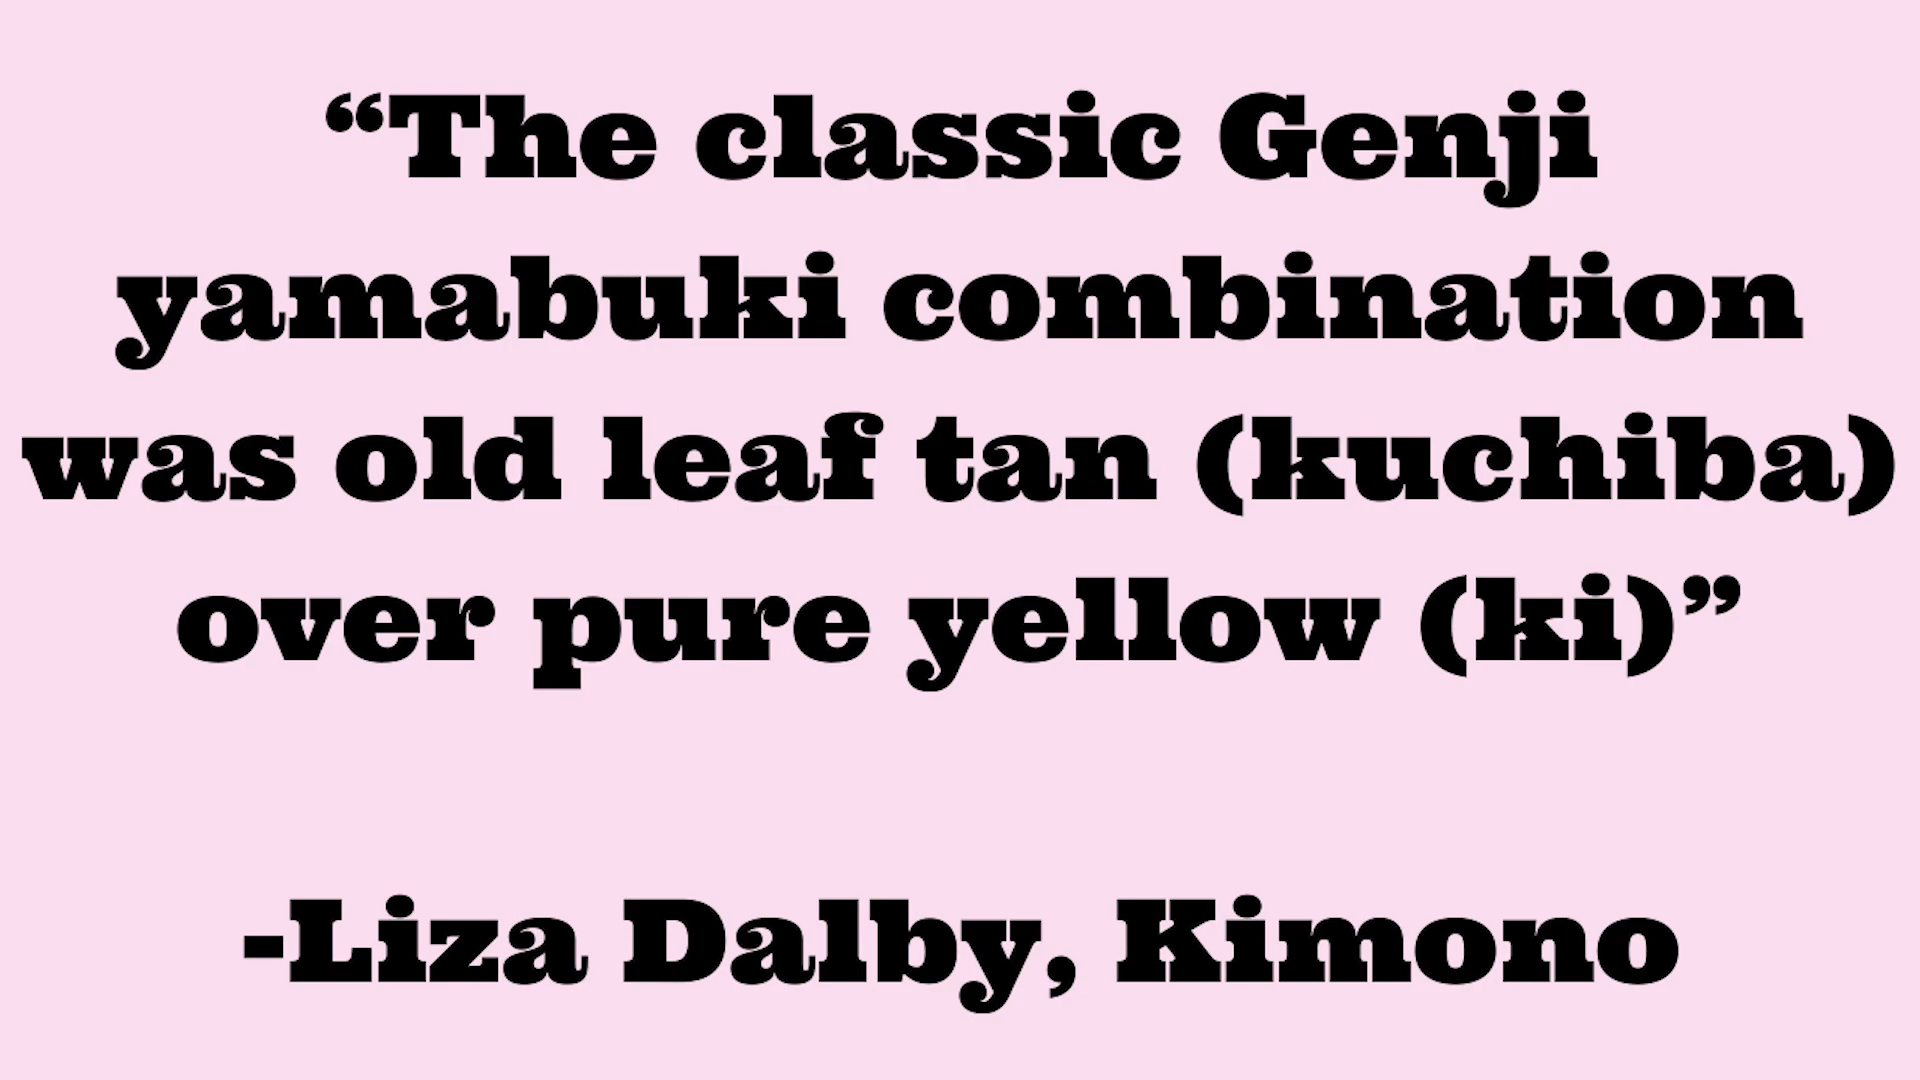 “The classic Genji
yamabuki combination
was old leaf tan (kuchiba)
over pure yellow (ki)”
-Liza Dalby, Kimono